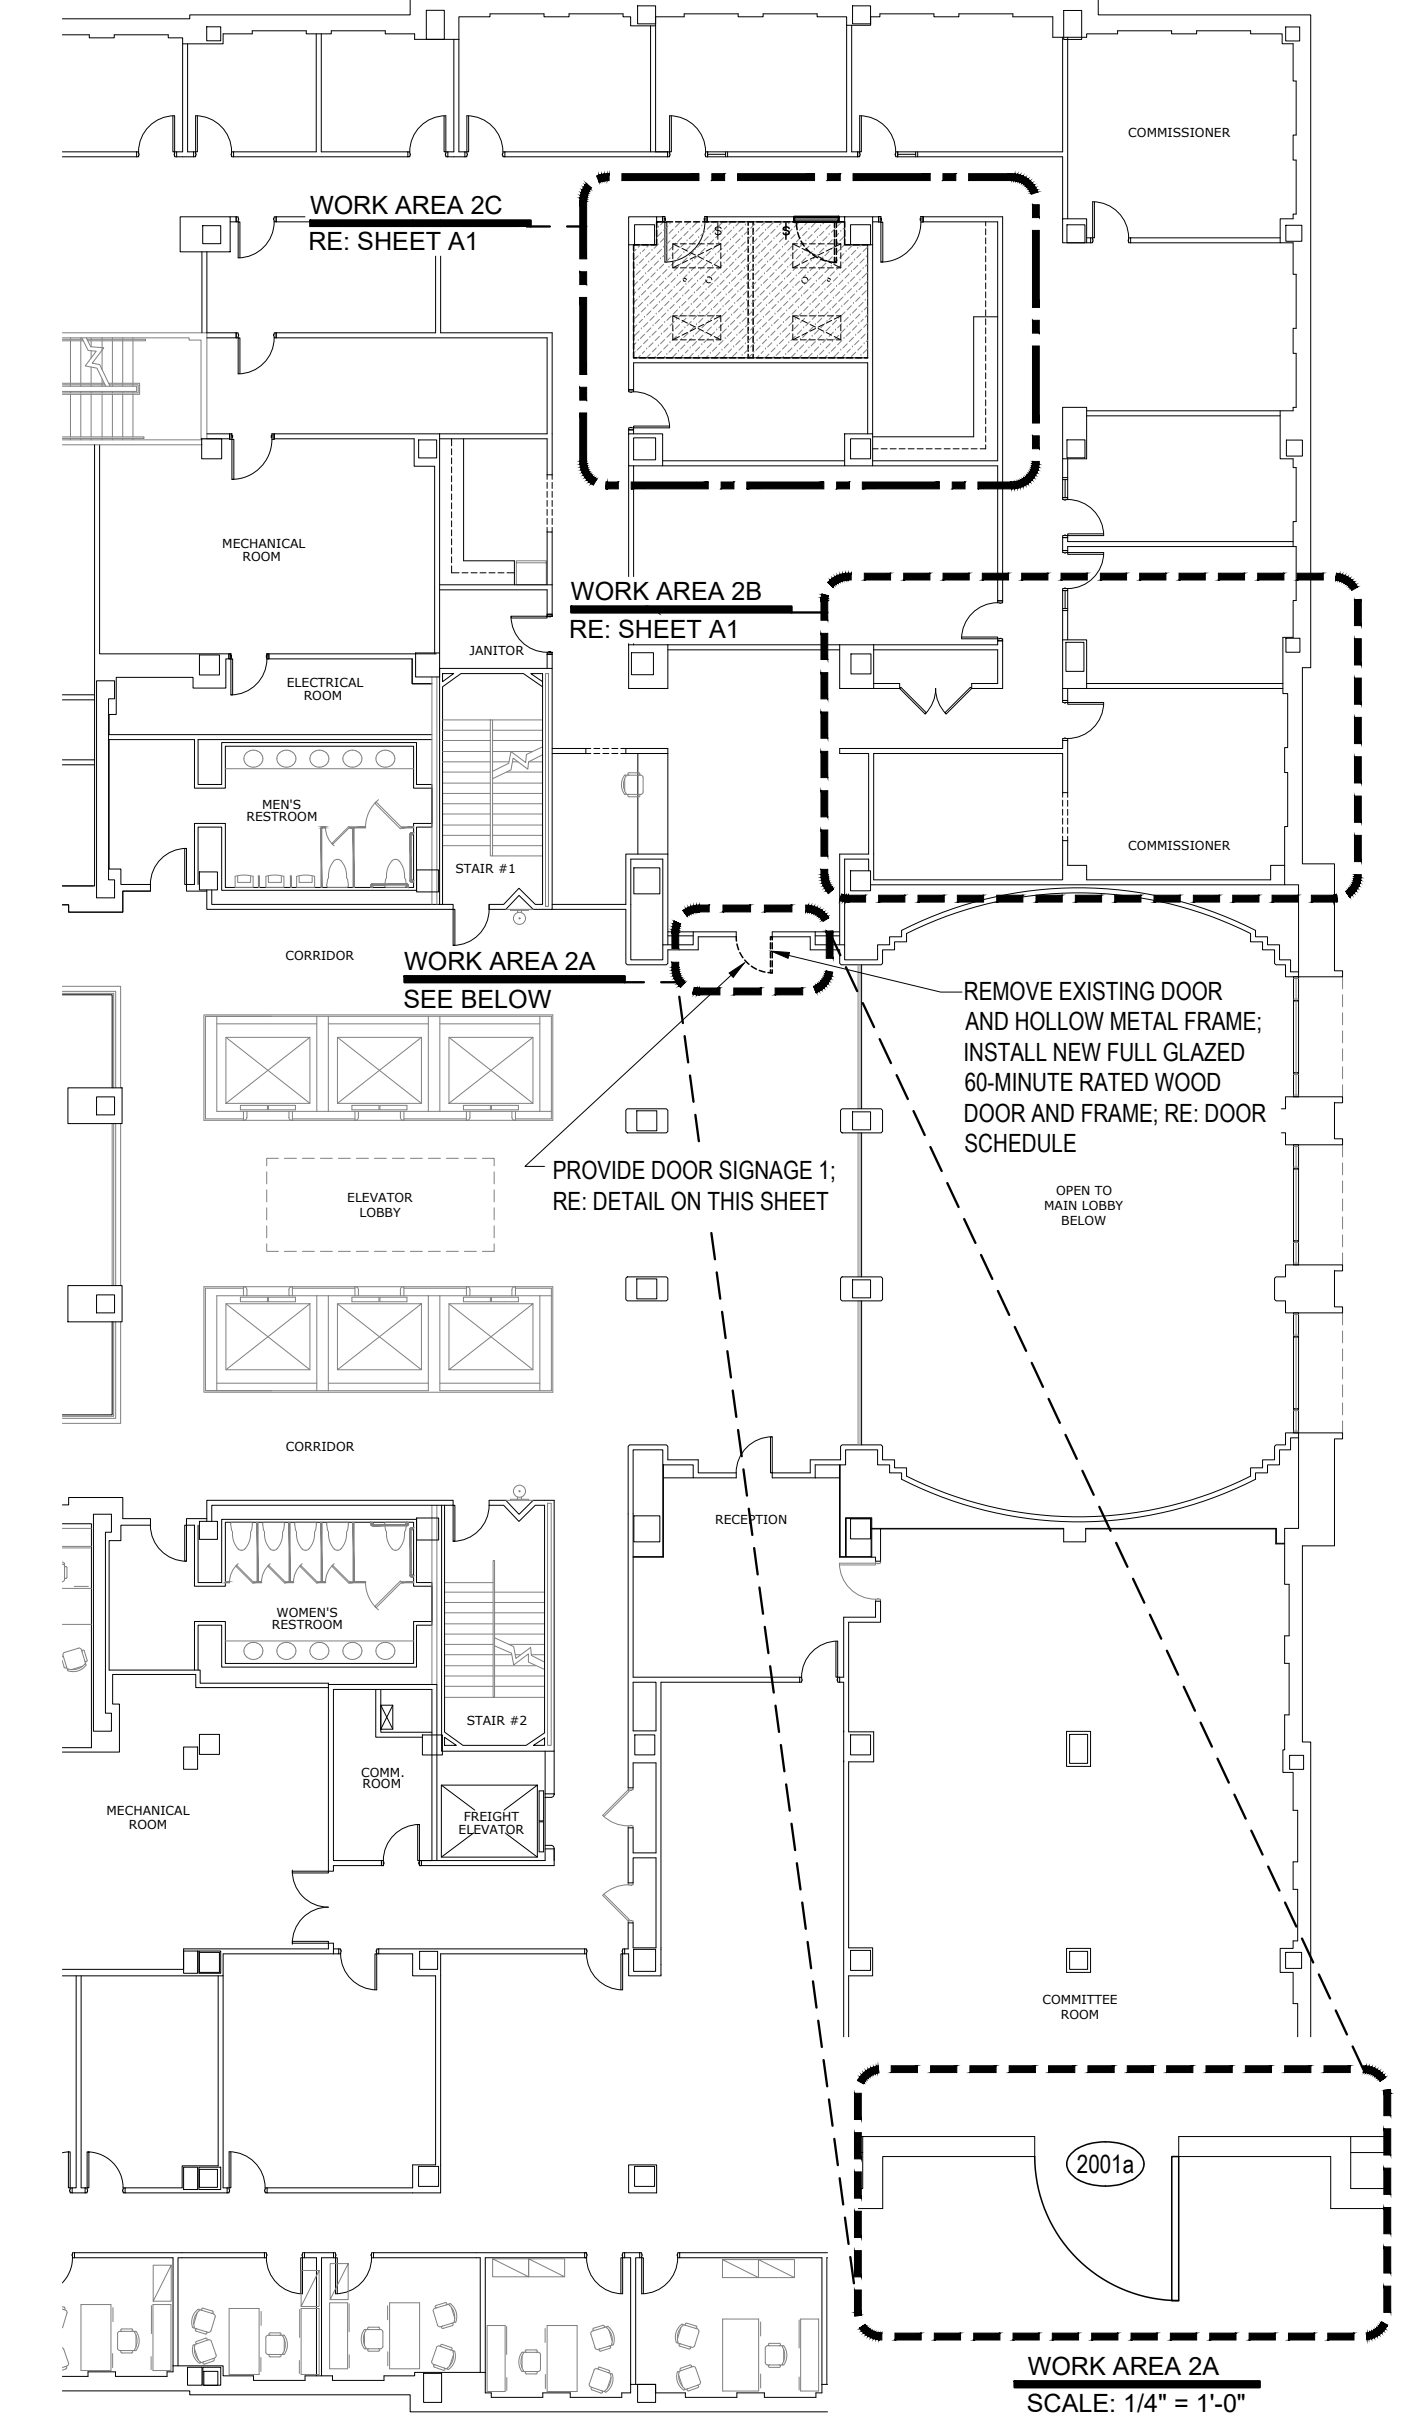 COMMISSIONER
WORK AREA 2C
RE: SHEET A1
$
$
MECHANICAL
ROOM
WORK AREA 2B
RE: SHEET A1
JANITOR
ELECTRICAL
ROOM
MEN'S
RESTROOM
STAIR #1
COMMISSIONER
CORRIDOR
WORK AREA 2A
SEE BELOW
REMOVE EXISTING DOOR
AND HOLLOW METAL FRAME;
INSTALL NEW FULL GLAZED
60-MINUTE RATED WOOD
DOOR AND FRAME; RE: DOOR
SCHEDULE
PROVIDE DOOR SIGNAGE 1;
RE: DETAIL ON THIS SHEET
ELEVATOR
LOBBY
OPEN TO
MAIN LOBBY
BELOW
CORRIDOR
RECEPTION
WOMEN'S
RESTROOM
STAIR #2
COMM.
ROOM
MECHANICAL
ROOM
FREIGHT
ELEVATOR
COMMITTEE
ROOM
2001a
WORK AREA 2A
SCALE: 1/4" = 1'-0"